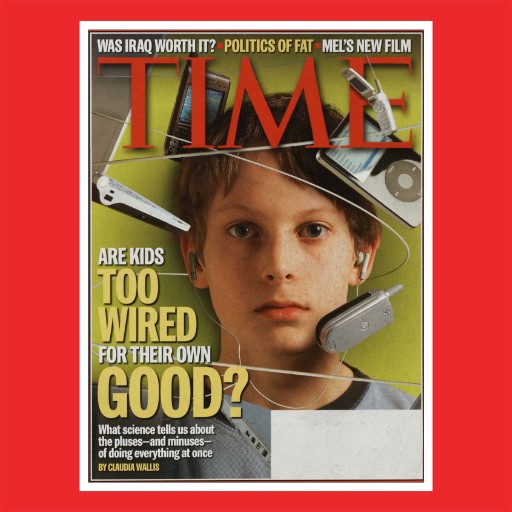 WAS IRAQ WORTH IT? • POLITICS OF FAT • MEL'S NEW FILM
TIME
ARE KIDS
TOO
WIRED
FOR THEIR OWN
GOOD?
What science tells us about
the pluses—and minuses—
of doing everything at once
BY CLAUDIA WALLIS